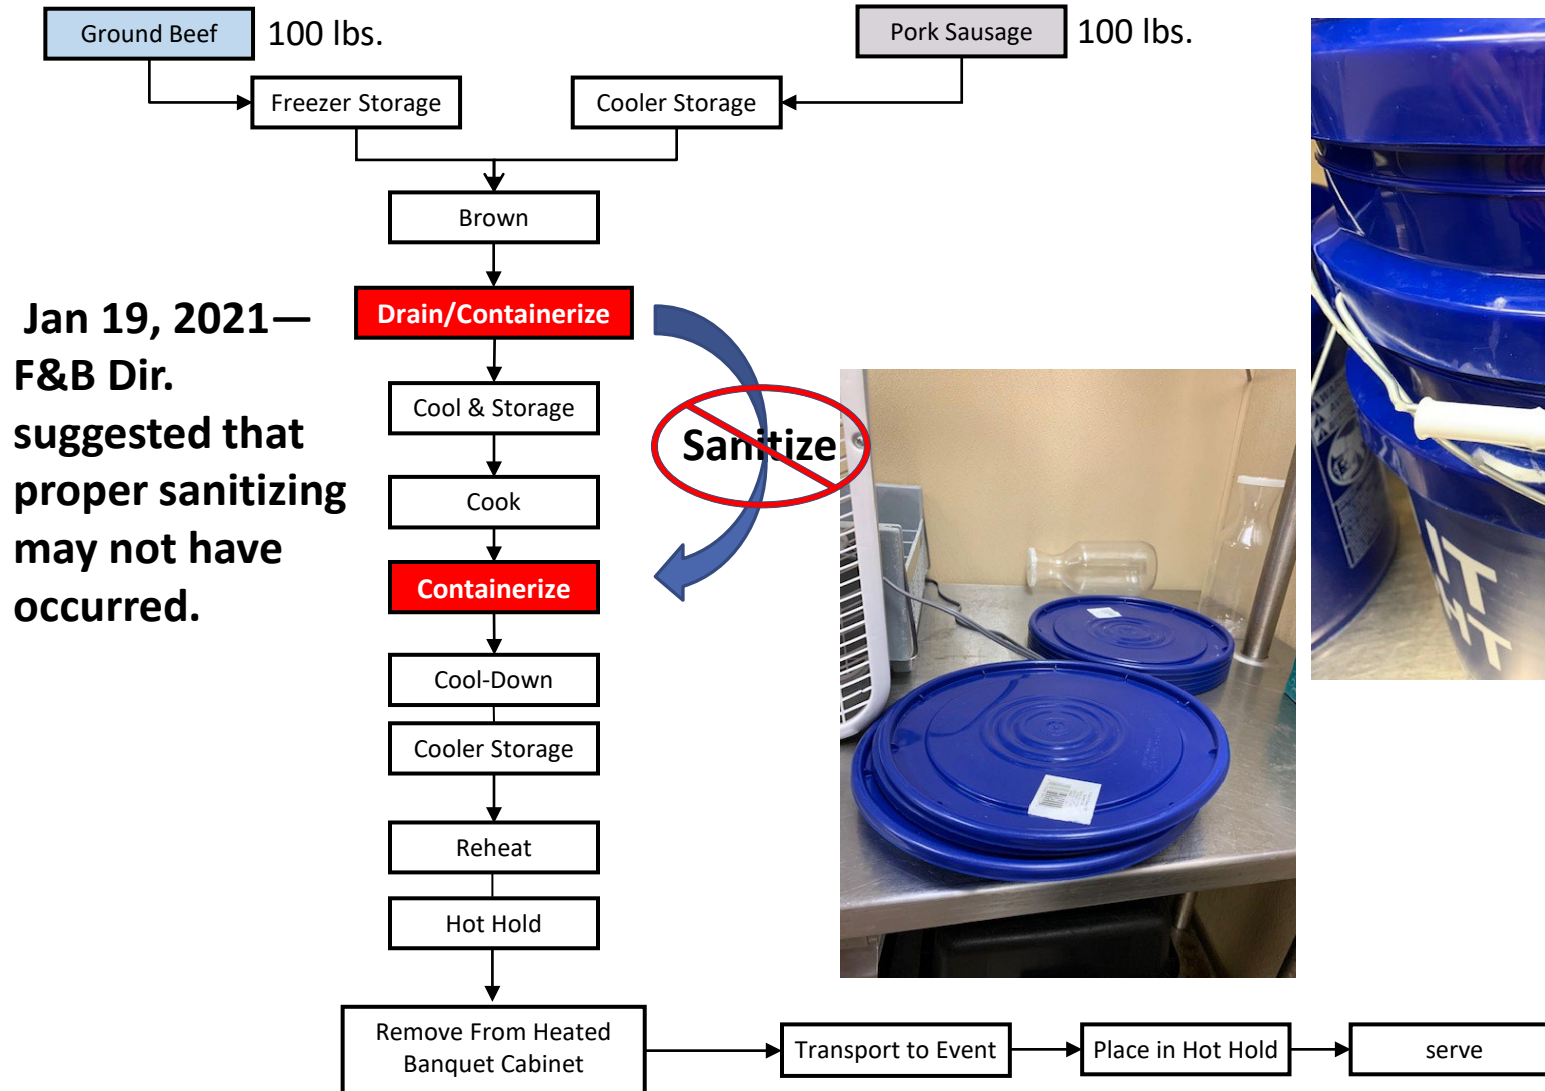 Ground Beef
100 lbs.
Pork Sausage
100 lbs.
Freezer Storage
Cooler Storage
Brown
Drain/Containerize
Jan 19, 2021—
F&B Dir.
suggested that
proper sanitizing
may not have
occurred.
Cool & Storage
Sanitize
Cook
Containerize
Cool-Down
Cooler Storage
Reheat
Hot Hold
Remove From Heated
Banquet Cabinet
Transport to Event
Place in Hot Hold
serve
IT
HT